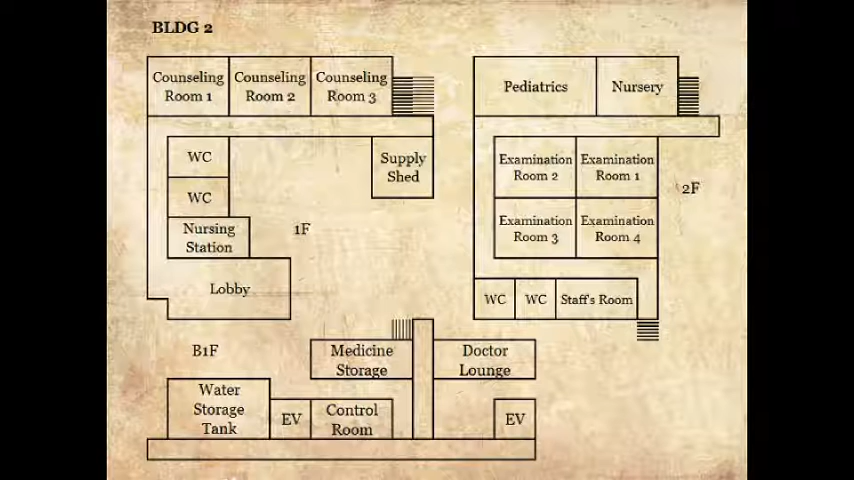 BLDG 2
Counseling
Room 1
Counseling
Room 2
Counseling
Room 3
WC
WC
Supply
Shed
Nursing
Station
1F
Lobby
Pediatrics
Nursery
Examination
Room 2
Examination
Room 1
2F
Examination
Room 3
Examination
Room 4
WC
WC
Staff's Room
B1F
Medicine
Storage
Doctor
Lounge
Water
Storage
Tank
EV
Control
Room
EV